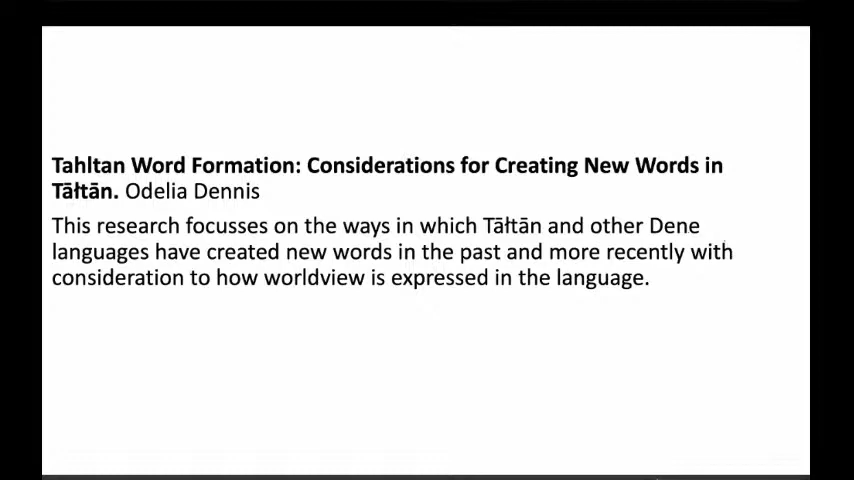 Tahltan Word Formation: Considerations for Creating New Words in
Tāłtān. Odelia Dennis
This research focusses on the ways in which Tāłtān and other Dene
languages have created new words in the past and more recently with
consideration to how worldview is expressed in the language.